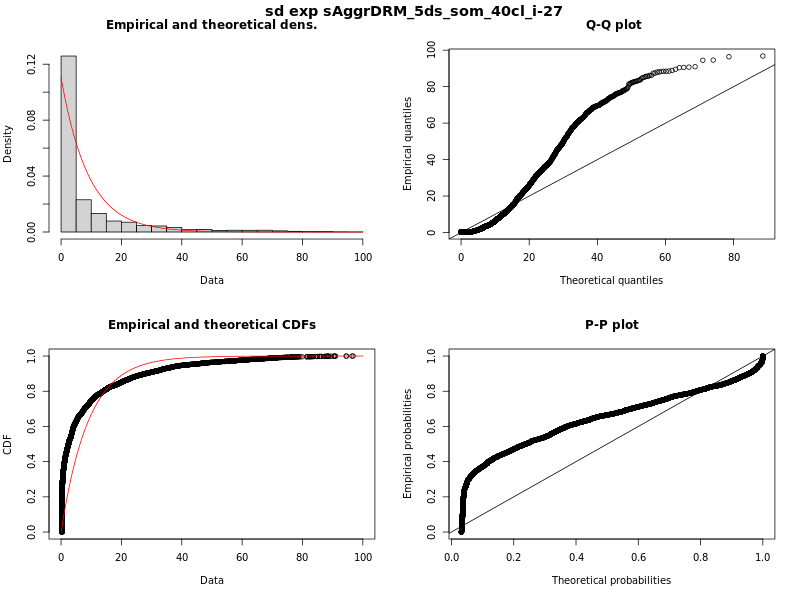 sd exp sAggrDRM_5ds_som_40cl_i-27
Empirical and theoretical dens.
Density
0.00 0.04 0.08 0.12
0 20 40 60 80 100
Data
Q-Q plot
Empirical quantiles
0 20 40 60 80 100
0 20 40 60 80
Theoretical quantiles
Empirical and theoretical CDFs
CDF
0.0 0.2 0.4 0.6 0.8 1.0
0 20 40 60 80 100
Data
P-P plot
Empirical probabilities
0.0 0.2 0.4 0.6 0.8 1.0
0.0 0.2 0.4 0.6 0.8 1.0
Theoretical probabilities